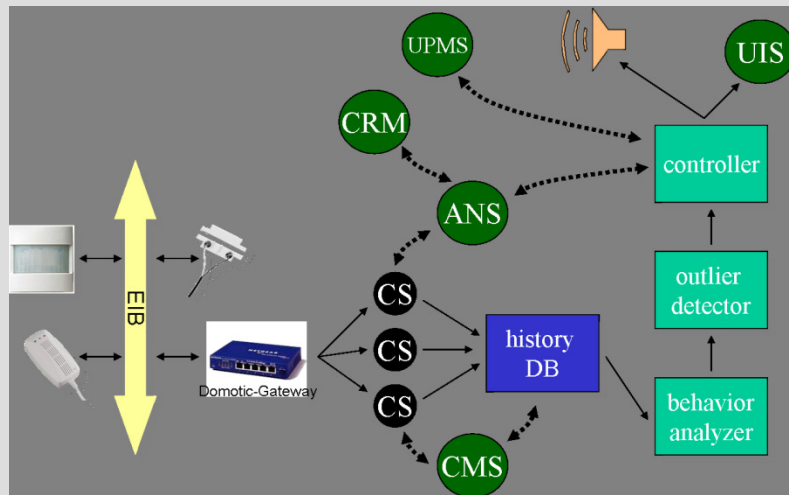 UPMS
UIS
CRM
controller
ANS
EIB
CS
outlier
detector
CS
history
DB
Domotic-Gateway
CS
behavior
analyzer
CMS